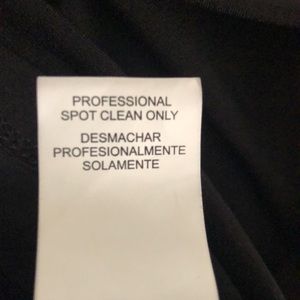 PROFESSIONAL
SPOT CLEAN ONLY
DESMACHAR
PROFESIONALMENTE
SOLAMENTE